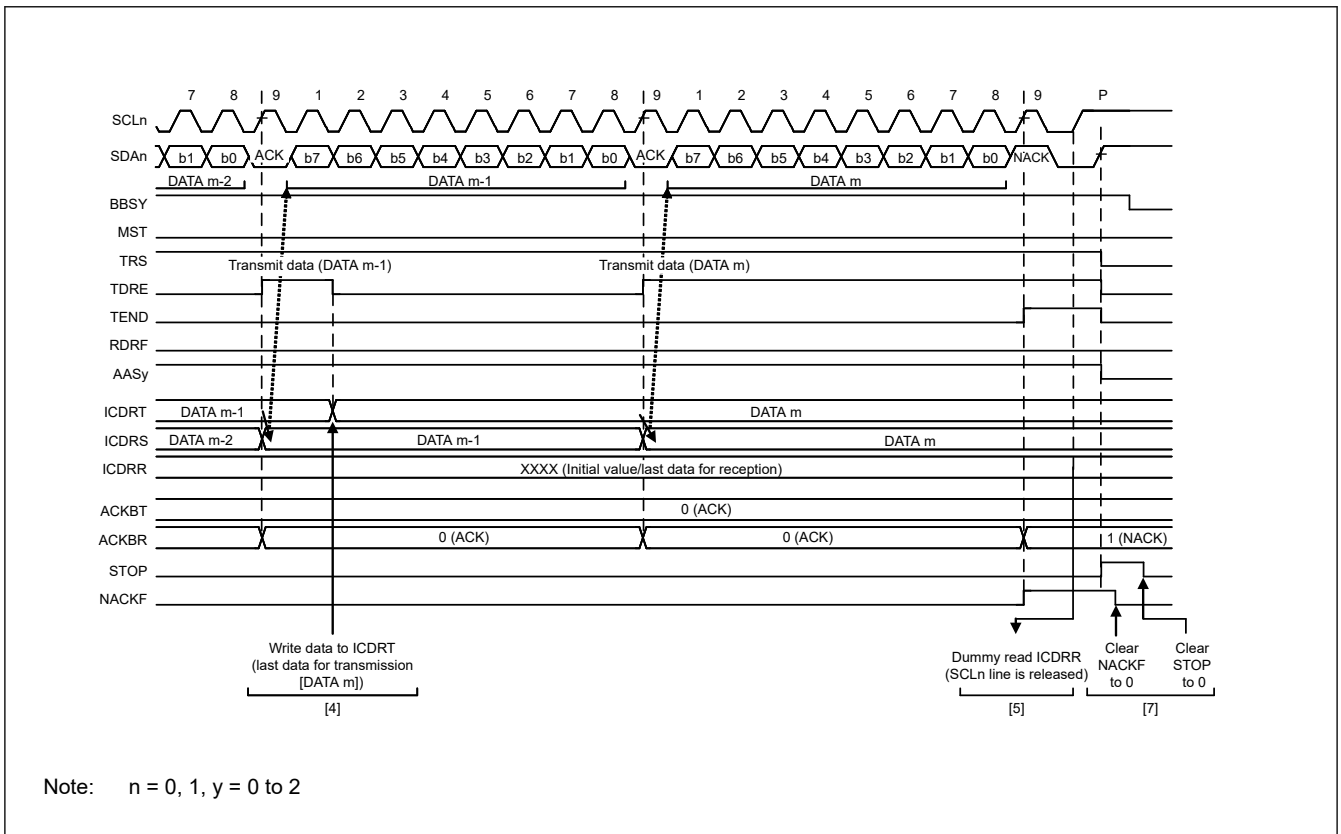 7 8 9 1 2 3 4 5 6 7 8 9 1 2 3 4 5 6 7 8 9 P
SCLn
SDAn b1 b0 ACK b7 b6 b5 b4 b3 b2 b1 b0 ACK b7 b6 b5 b4 b3 b2 b1 b0 NACK
DATA m-2 DATA m-1 DATA m
BBSY
MST
TRS
Transmit data (DATA m-1) Transmit data (DATA m)
TDRE
TEND
RDRF
AASy
ICDRT DATA m-1 DATA m
ICDRS DATA m-2 DATA m-1 DATA m
ICDRR XXXX (Initial value/last data for reception)
ACKBT 0 (ACK)
ACKBR 0 (ACK) 0 (ACK) 1 (NACK)
STOP
NACKF
Write data to ICDRT
(last data for transmission
[DATA m])
[4]
Dummy read ICDRR
(SCLn line is released)
[5]
Clear
NACKF
to 0
Clear
STOP
to 0
[7]
Note: n = 0, 1, y = 0 to 2